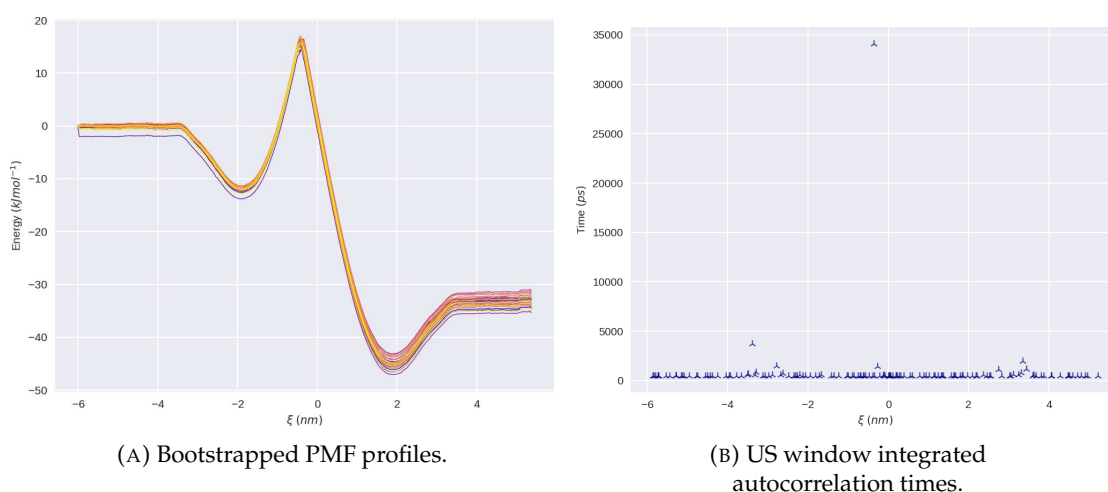 20
10
0
−10
−20
−30
−40
−50
Energy (kJmol⁻¹)
−6 −4 −2 0 2 4
ξ (nm)
(A) Bootstrapped PMF profiles.
35000
30000
25000
20000
15000
10000
5000
0
Time (ps)
−6 −4 −2 0 2 4
ξ (nm)
(B) US window integrated
autocorrelation times.